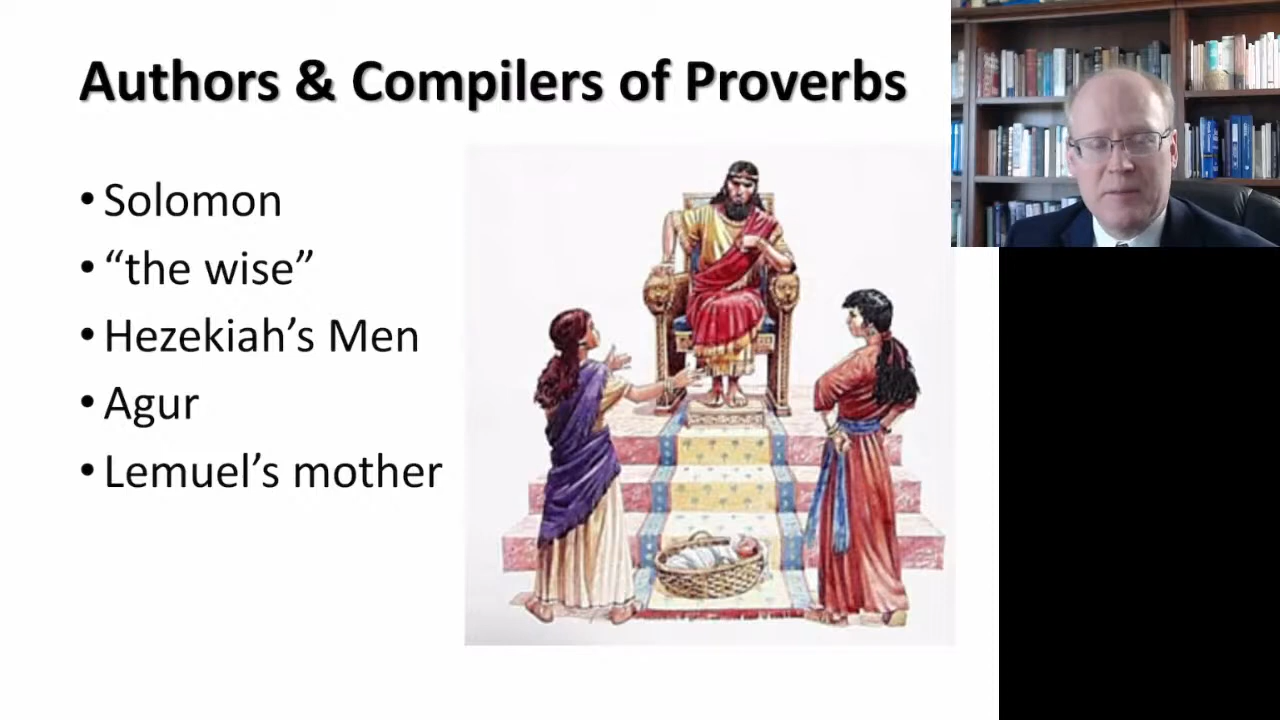 Authors & Compilers of Proverbs
• Solomon
• “the wise”
• Hezekiah’s Men
• Agur
• Lemuel’s mother